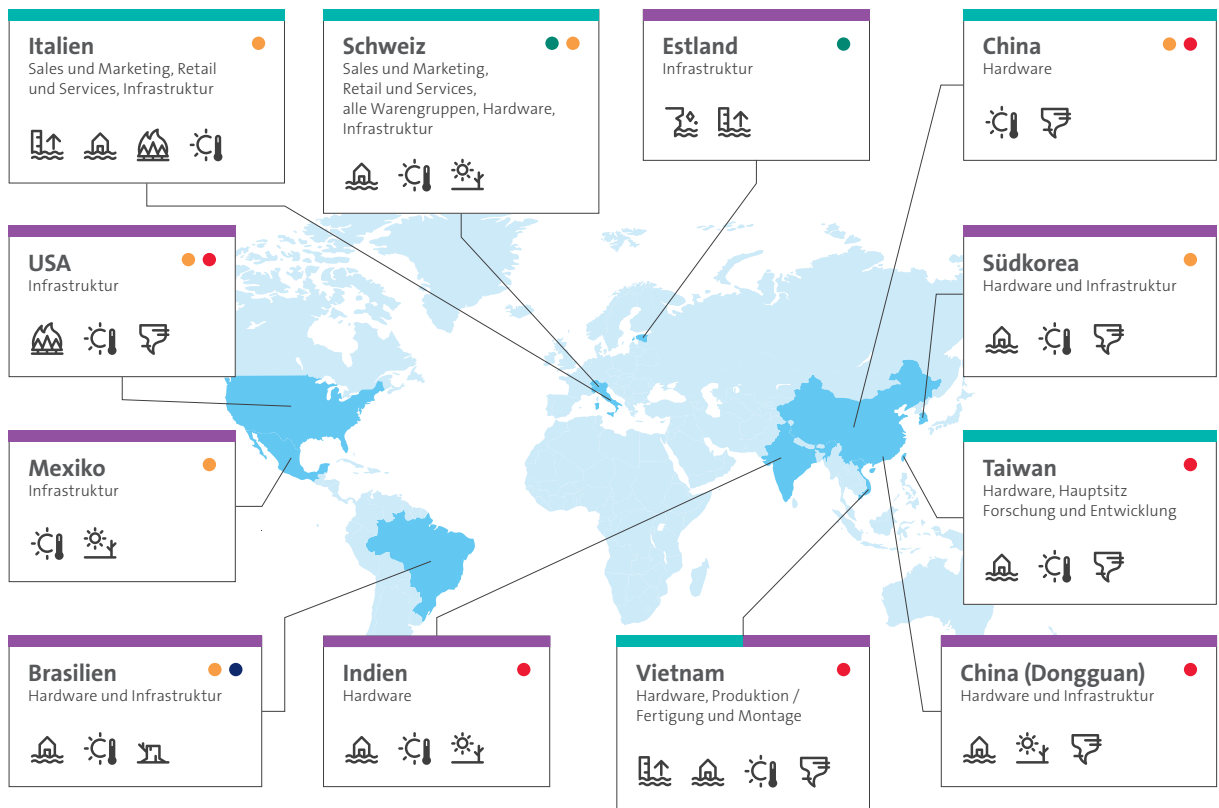 Italien
Sales und Marketing, Retail
und Services, Infrastruktur
Schweiz
Sales und Marketing,
Retail und Services,
alle Warengruppen, Hardware,
Infrastruktur
Estland
Infrastruktur
China
Hardware
USA
Infrastruktur
Südkorea
Hardware und Infrastruktur
Mexiko
Infrastruktur
Taiwan
Hardware, Hauptsitz
Forschung und Entwicklung
Brasilien
Hardware und Infrastruktur
Indien
Hardware
Vietnam
Hardware, Produktion /
Fertigung und Montage
China (Dongguan)
Hardware und Infrastruktur